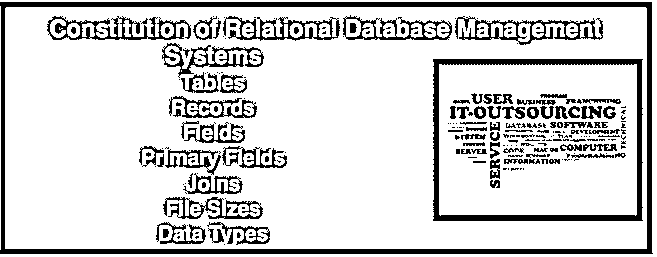 Constitution of Relational Database Management
Systems
Tables
Records
Fields
Primary Fields
Joins
File Sizes
Data Types
PROGRAM
USER BUSINESS FRANCHISING
IT-OUTSOURCING
DATABASE SOFTWARE
DEVELOPMENT
SYSTEM
SERVER CODE COMPUTER
INFORMATION
SERVICE
TECHNICAL